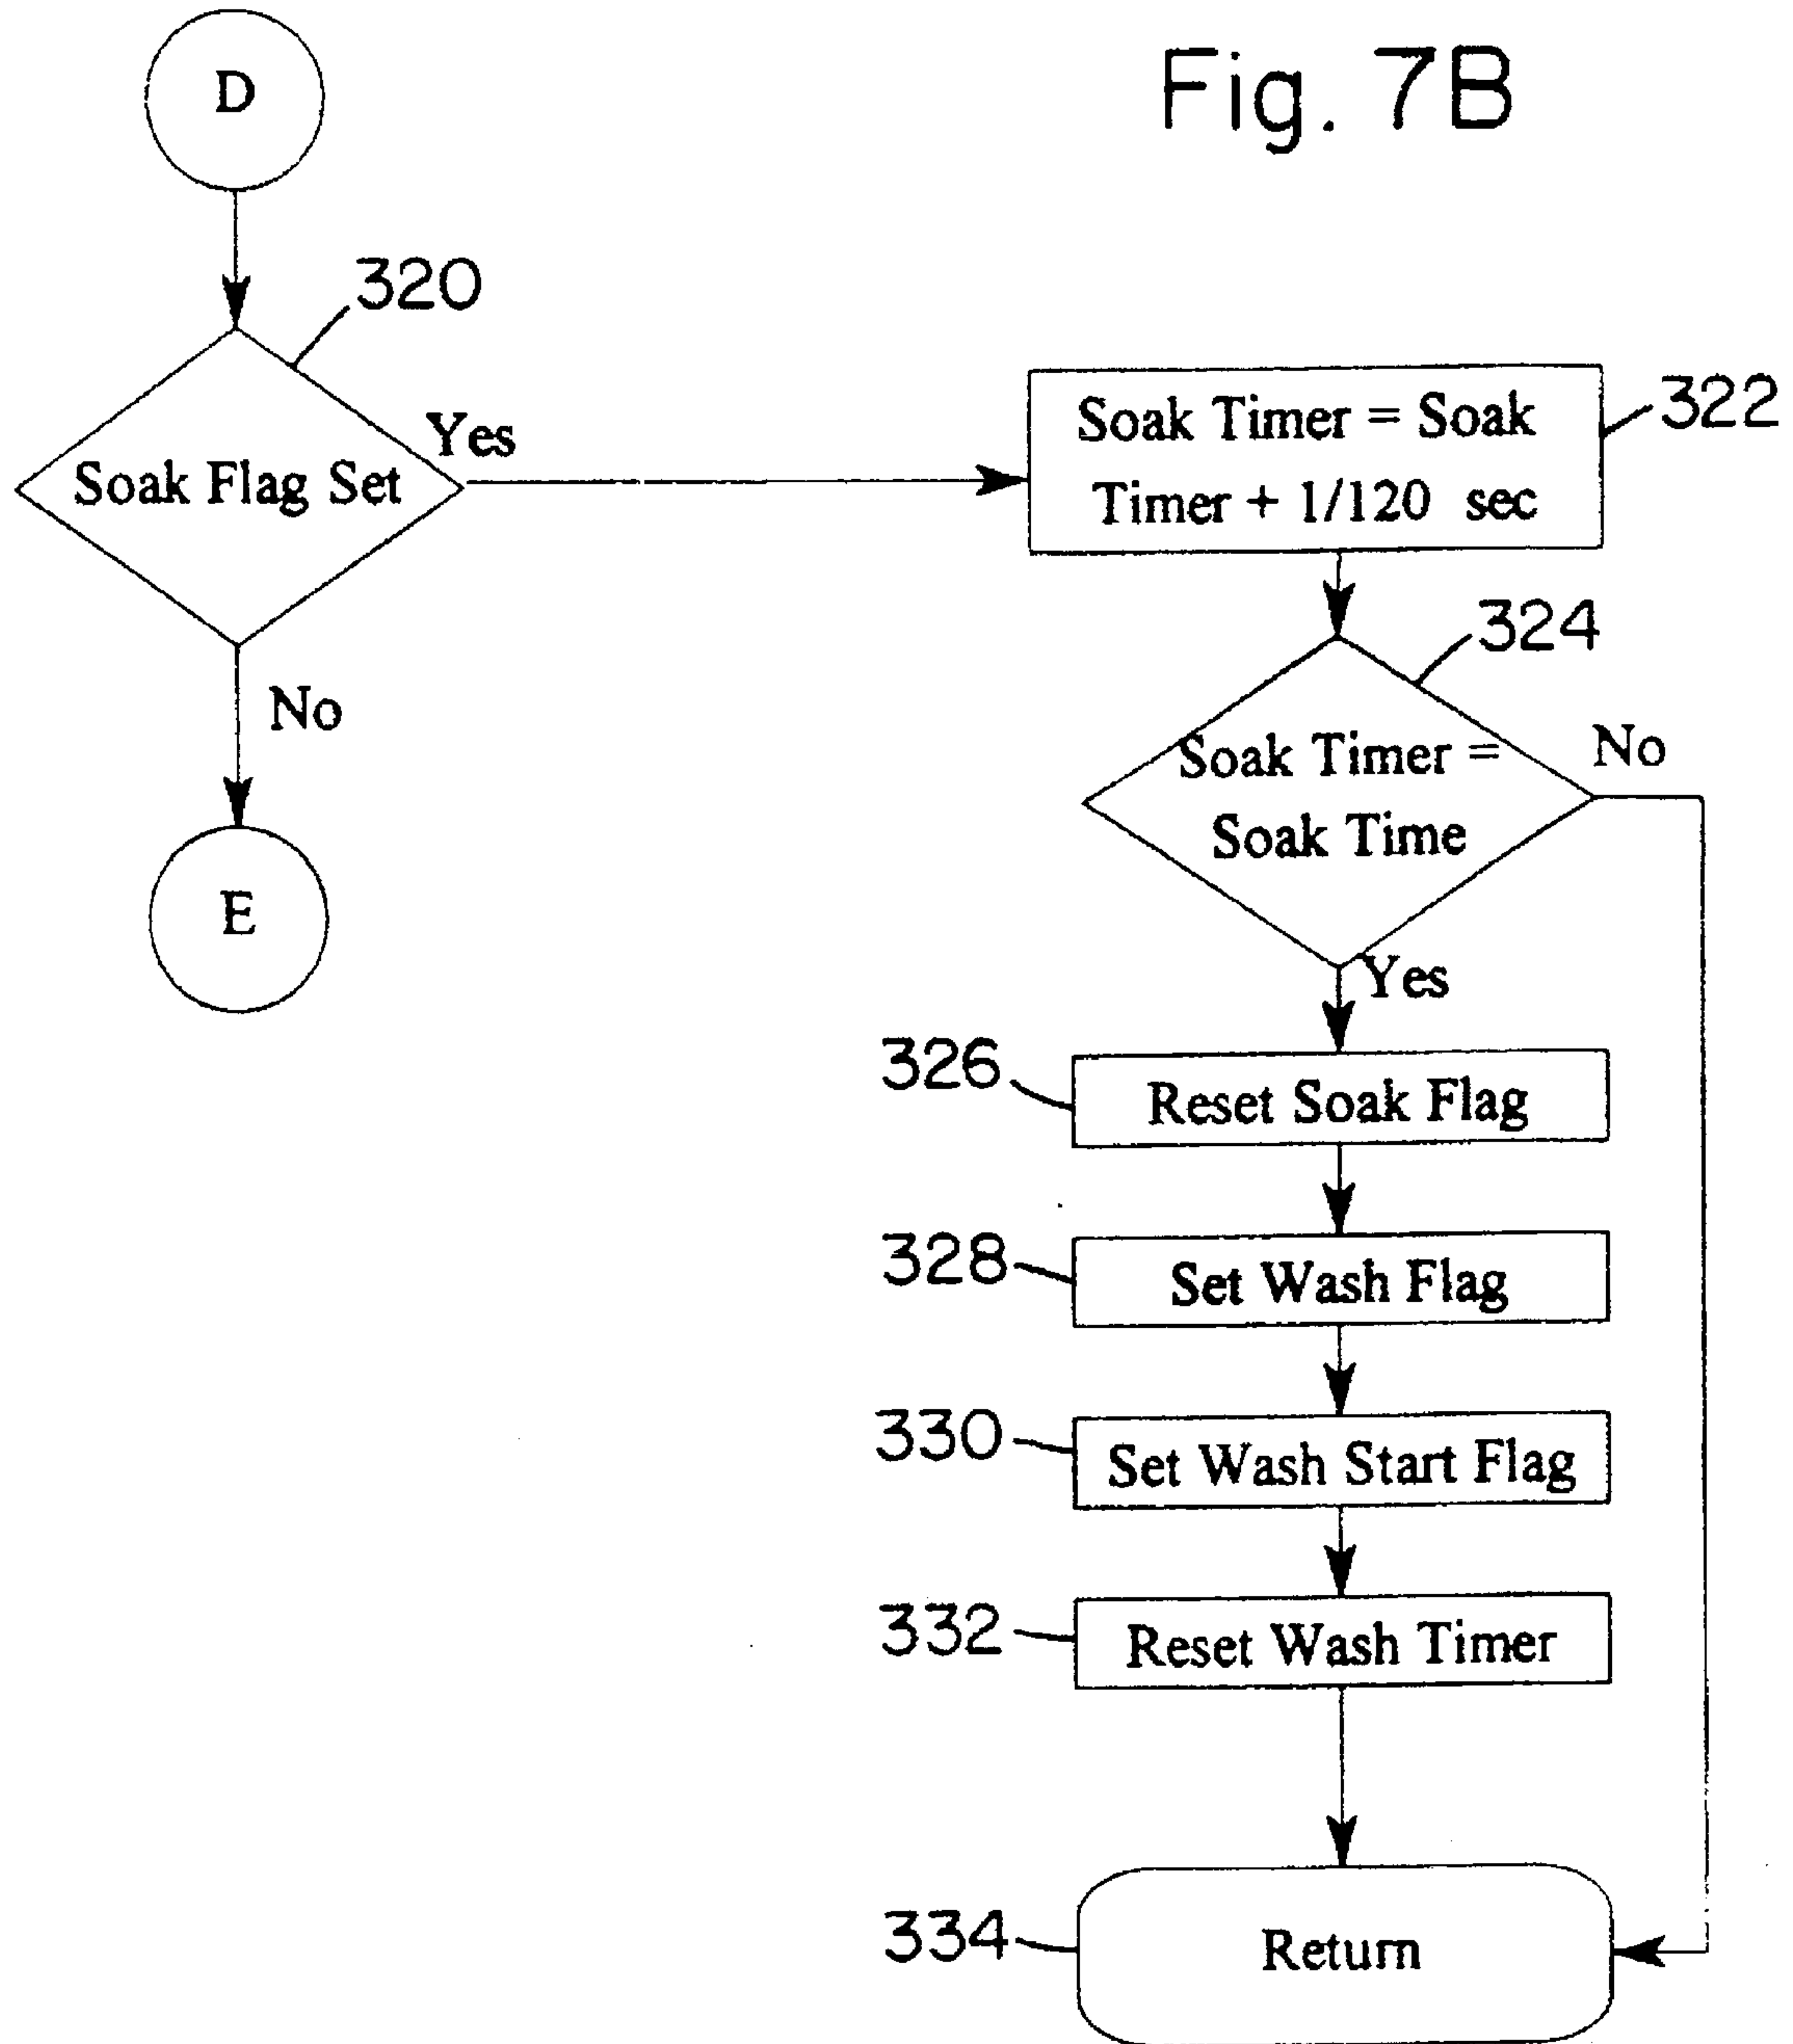 Fig. 7B
D
320
Soak Flag Set
Yes
No
E
Soak Timer = Soak
Timer + 1/120 sec
322
324
Soak Timer =
Soak Time
No
Yes
326
Reset Soak Flag
328
Set Wash Flag
330
Set Wash Start Flag
332
Reset Wash Timer
334
Return